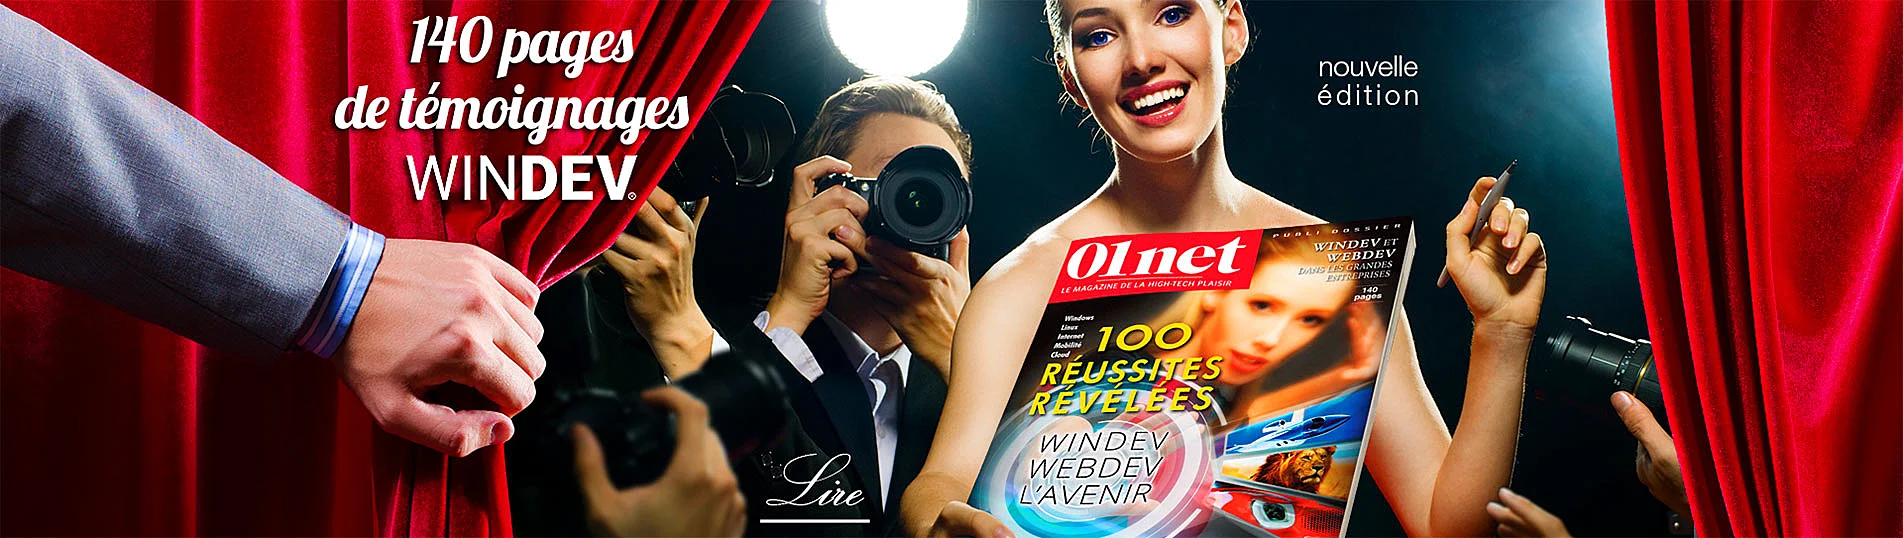 140 pages
de témoignages
WINDEV®
nouvelle
édition
PUBLI DOSSIER
01net
LE MAGAZINE DE LA HIGH-TECH PLAISIR
WINDEV ET
WEBDEV
DANS LES GRANDES
ENTREPRISES
140
pages
Windows
Linux
Internet
Mobilité
Cloud
100
RÉUSSITES
RÉVÉLÉES
WINDEV
WEBDEV
L'AVENIR
Lire